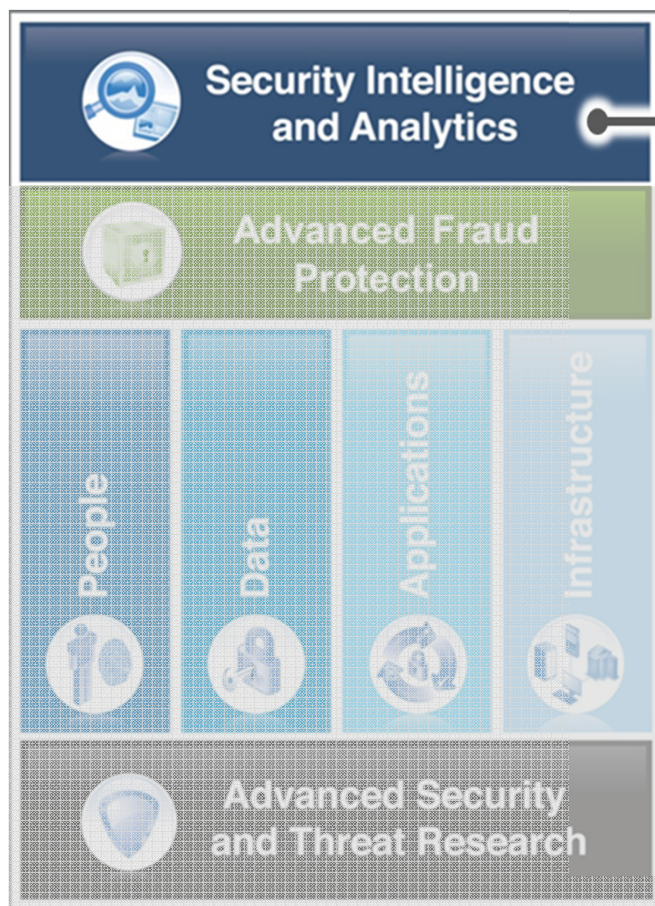 Security Intelligence
and Analytics
Advanced Fraud
Protection
People
Data
Applications
Infrastructure
Advanced Security
and Threat Research